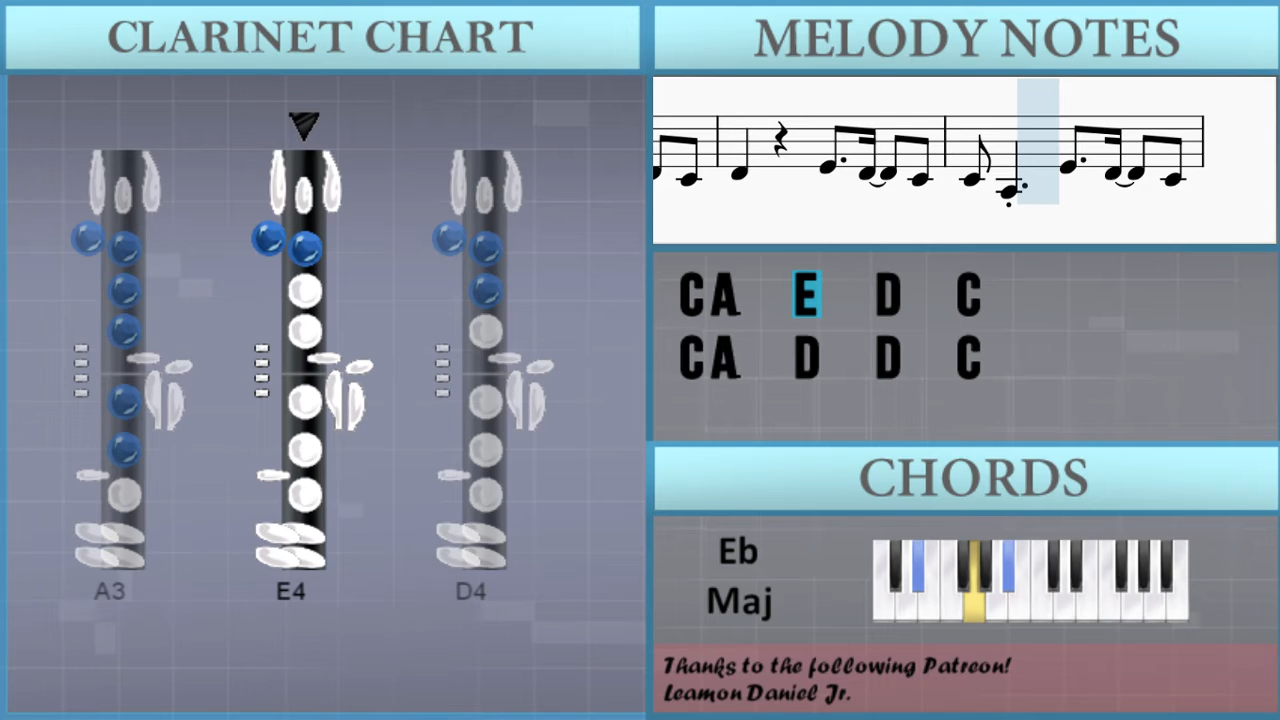 CLARINET CHART
A3 E4 D4
MELODY NOTES
CA E D C
CA D D C
CHORDS
Eb
Maj
Thanks to the following Patreon!
Leamon Daniel Jr.